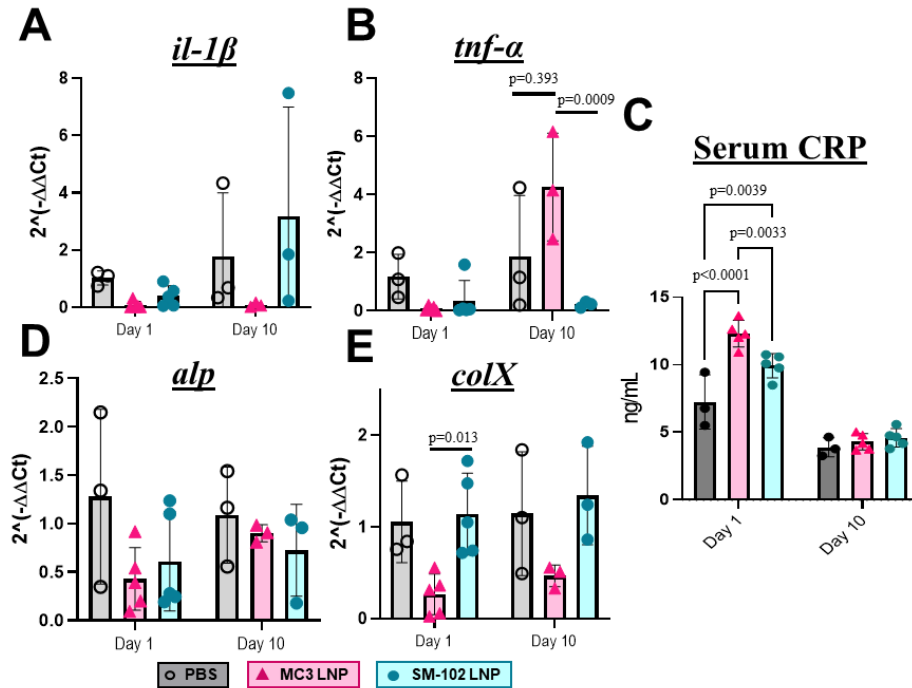 A
il-1β
2^(-ΔΔCt)
8
6
4
2
0
Day 1
Day 10
B
tnf-α
p=0.393
p=0.0009
2^(-ΔΔCt)
8
6
4
2
0
Day 1
Day 10
C
Serum CRP
p=0.0039
p=0.0033
p<0.0001
ng/mL
15
10
5
0
Day 1
Day 10
D
alp
2^(-ΔΔCt)
2.5
2.0
1.5
1.0
0.5
0.0
Day 1
Day 10
E
colX
p=0.013
2^(-ΔΔCt)
2
1
0
Day 1
Day 10
PBS
MC3 LNP
SM-102 LNP